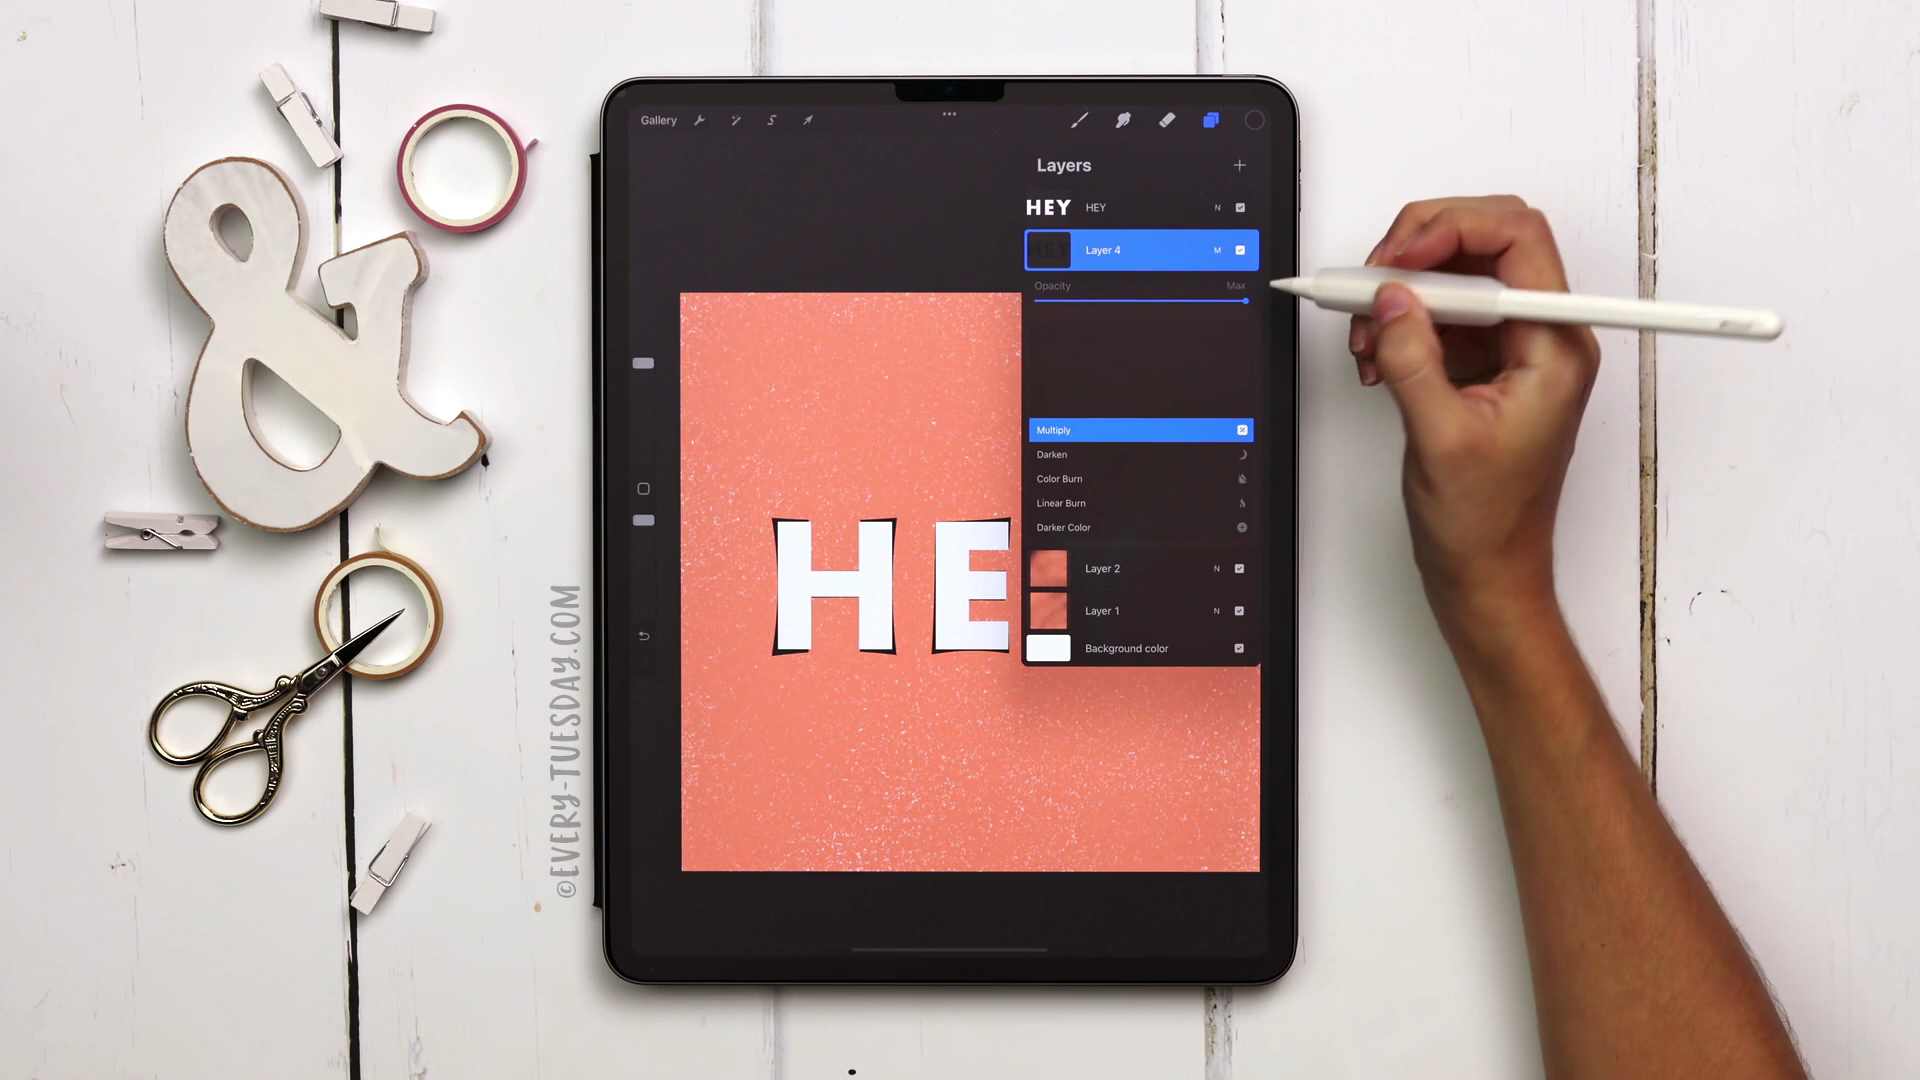 Gallery
Layers
HEY HEY N
Layer 4 M
Opacity Max
Multiply
Darken
Color Burn
Linear Burn
Darker Color
Layer 2 N
Layer 1 N
Background color
HE
&
©EVERY-TUESDAY.COM